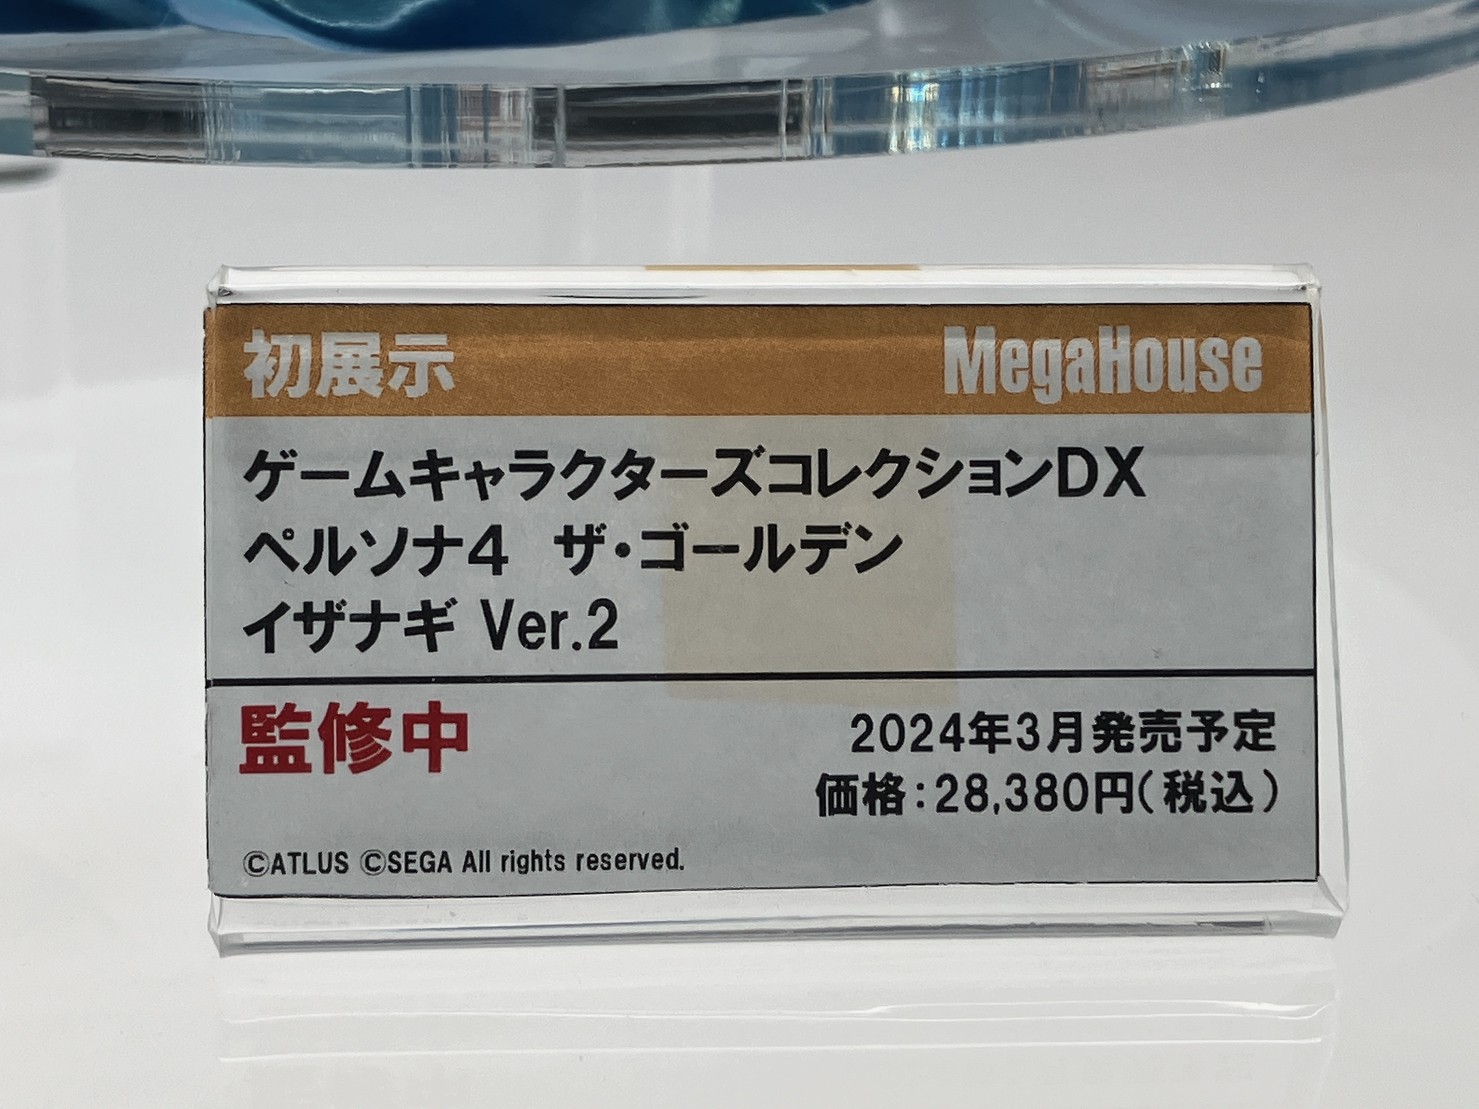 初展示 MegaHouse
ゲームキャラクターズコレクションDX
ペルソナ4 ザ・ゴールデン
イザナギ Ver.2
監修中
2024年3月発売予定
価格:28,380円(税込)
©ATLUS ©SEGA All rights reserved.